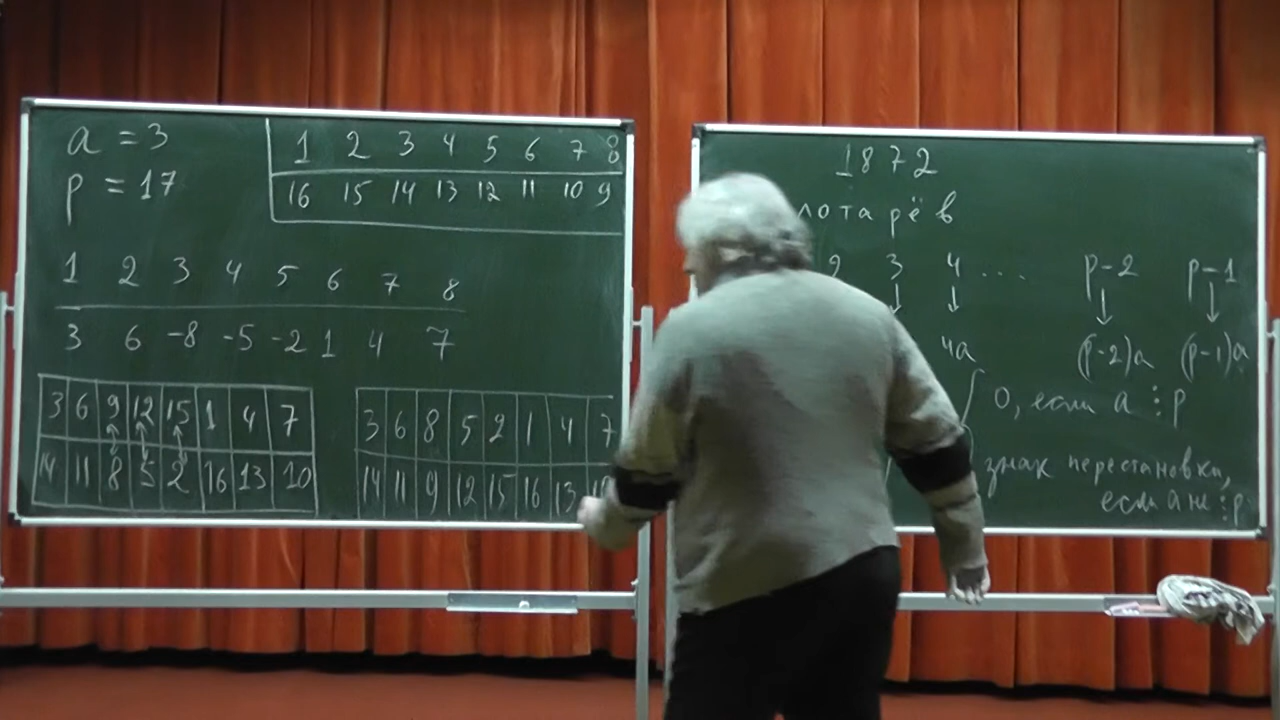 a = 3
p = 17
1 2 3 4 5 6 7 8
16 15 14 13 12 11 10 9
1 2 3 4 5 6 7 8
3 6 -8 -5 -2 1 4 7
3 6 9 12 15 1 4 7
14 11 8 5 2 16 13 10
3 6 8 5 2 1 4 7
14 11 9 12 15 16 13 10
1872
лотарёв
2 3 4 .... p-2 p-1
↓ ↓ ↓ ↓
4a (p-2)a (p-1)a
0, если a ⋮ p
знак перестановки,
если a не ⋮ p